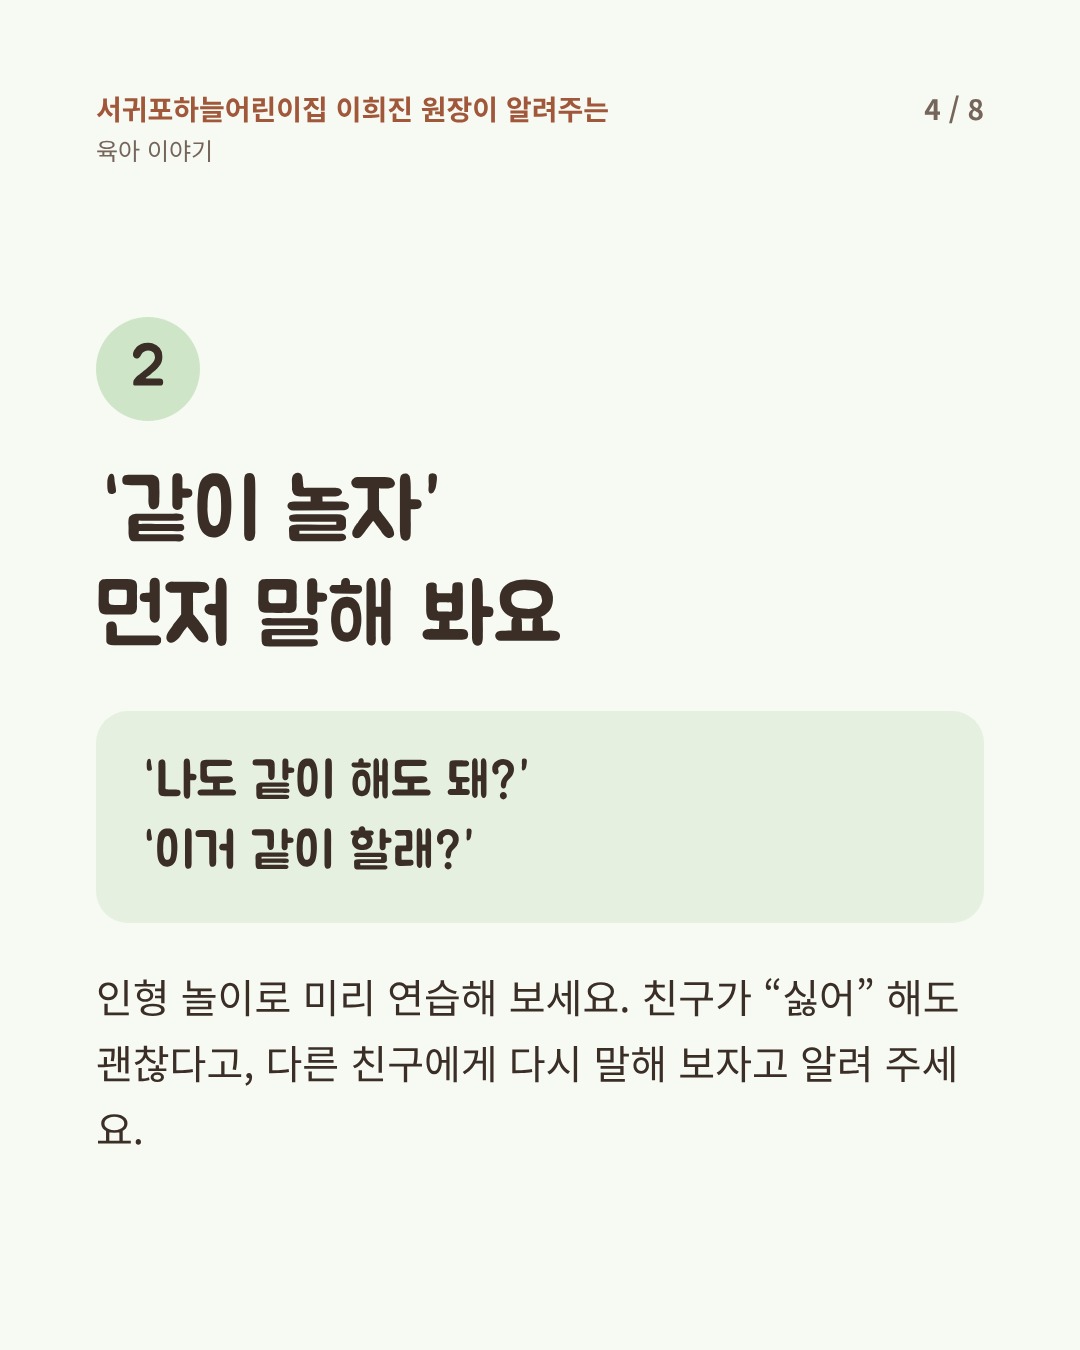 서귀포하늘어린이집 이희진 원장이 알려주는
4 / 8
육아 이야기
2
‘같이 놀자’
먼저 말해 봐요
‘나도 같이 해도 돼?’
‘이거 같이 할래?’
인형 놀이로 미리 연습해 보세요. 친구가 “싫어” 해도
괜찮다고, 다른 친구에게 다시 말해 보자고 알려 주세
요.